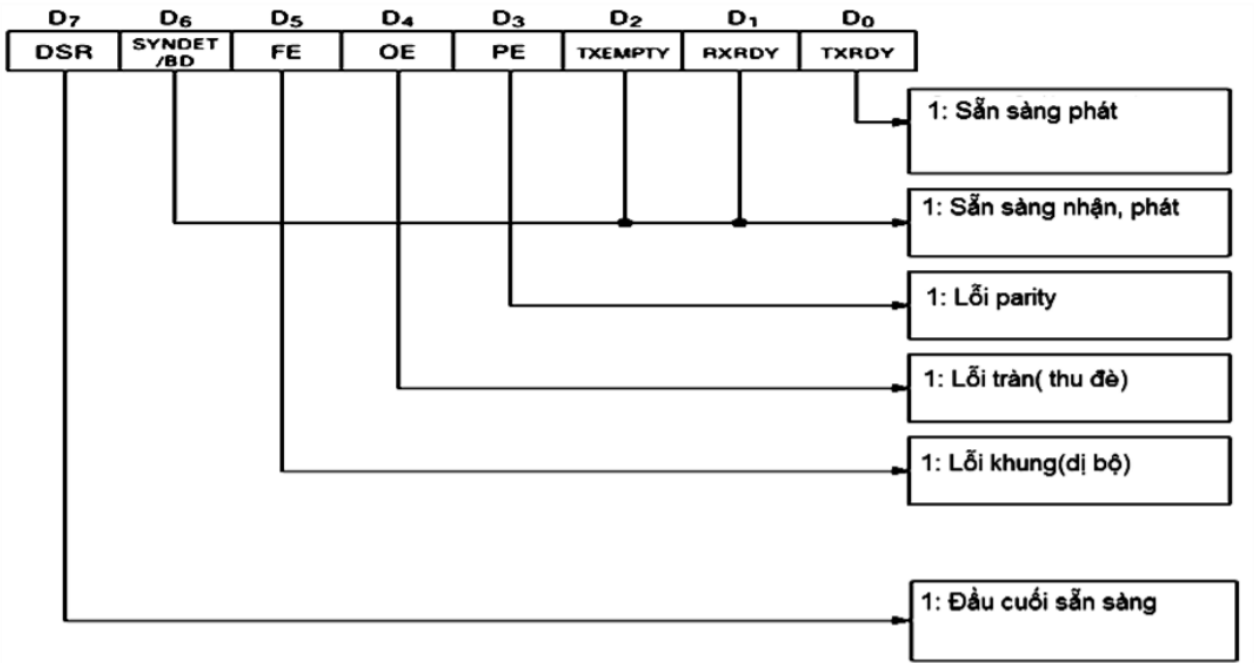 D7 D6 D5 D4 D3 D2 D1 D0
DSR SYNDET /BD FE OE PE TXEMPTY RXRDY TXRDY
1: Sẵn sàng phát
1: Sẵn sàng nhận, phát
1: Lỗi parity
1: Lỗi tràn( thu đè)
1: Lỗi khung(dị bộ)
1: Đầu cuối sẵn sàng